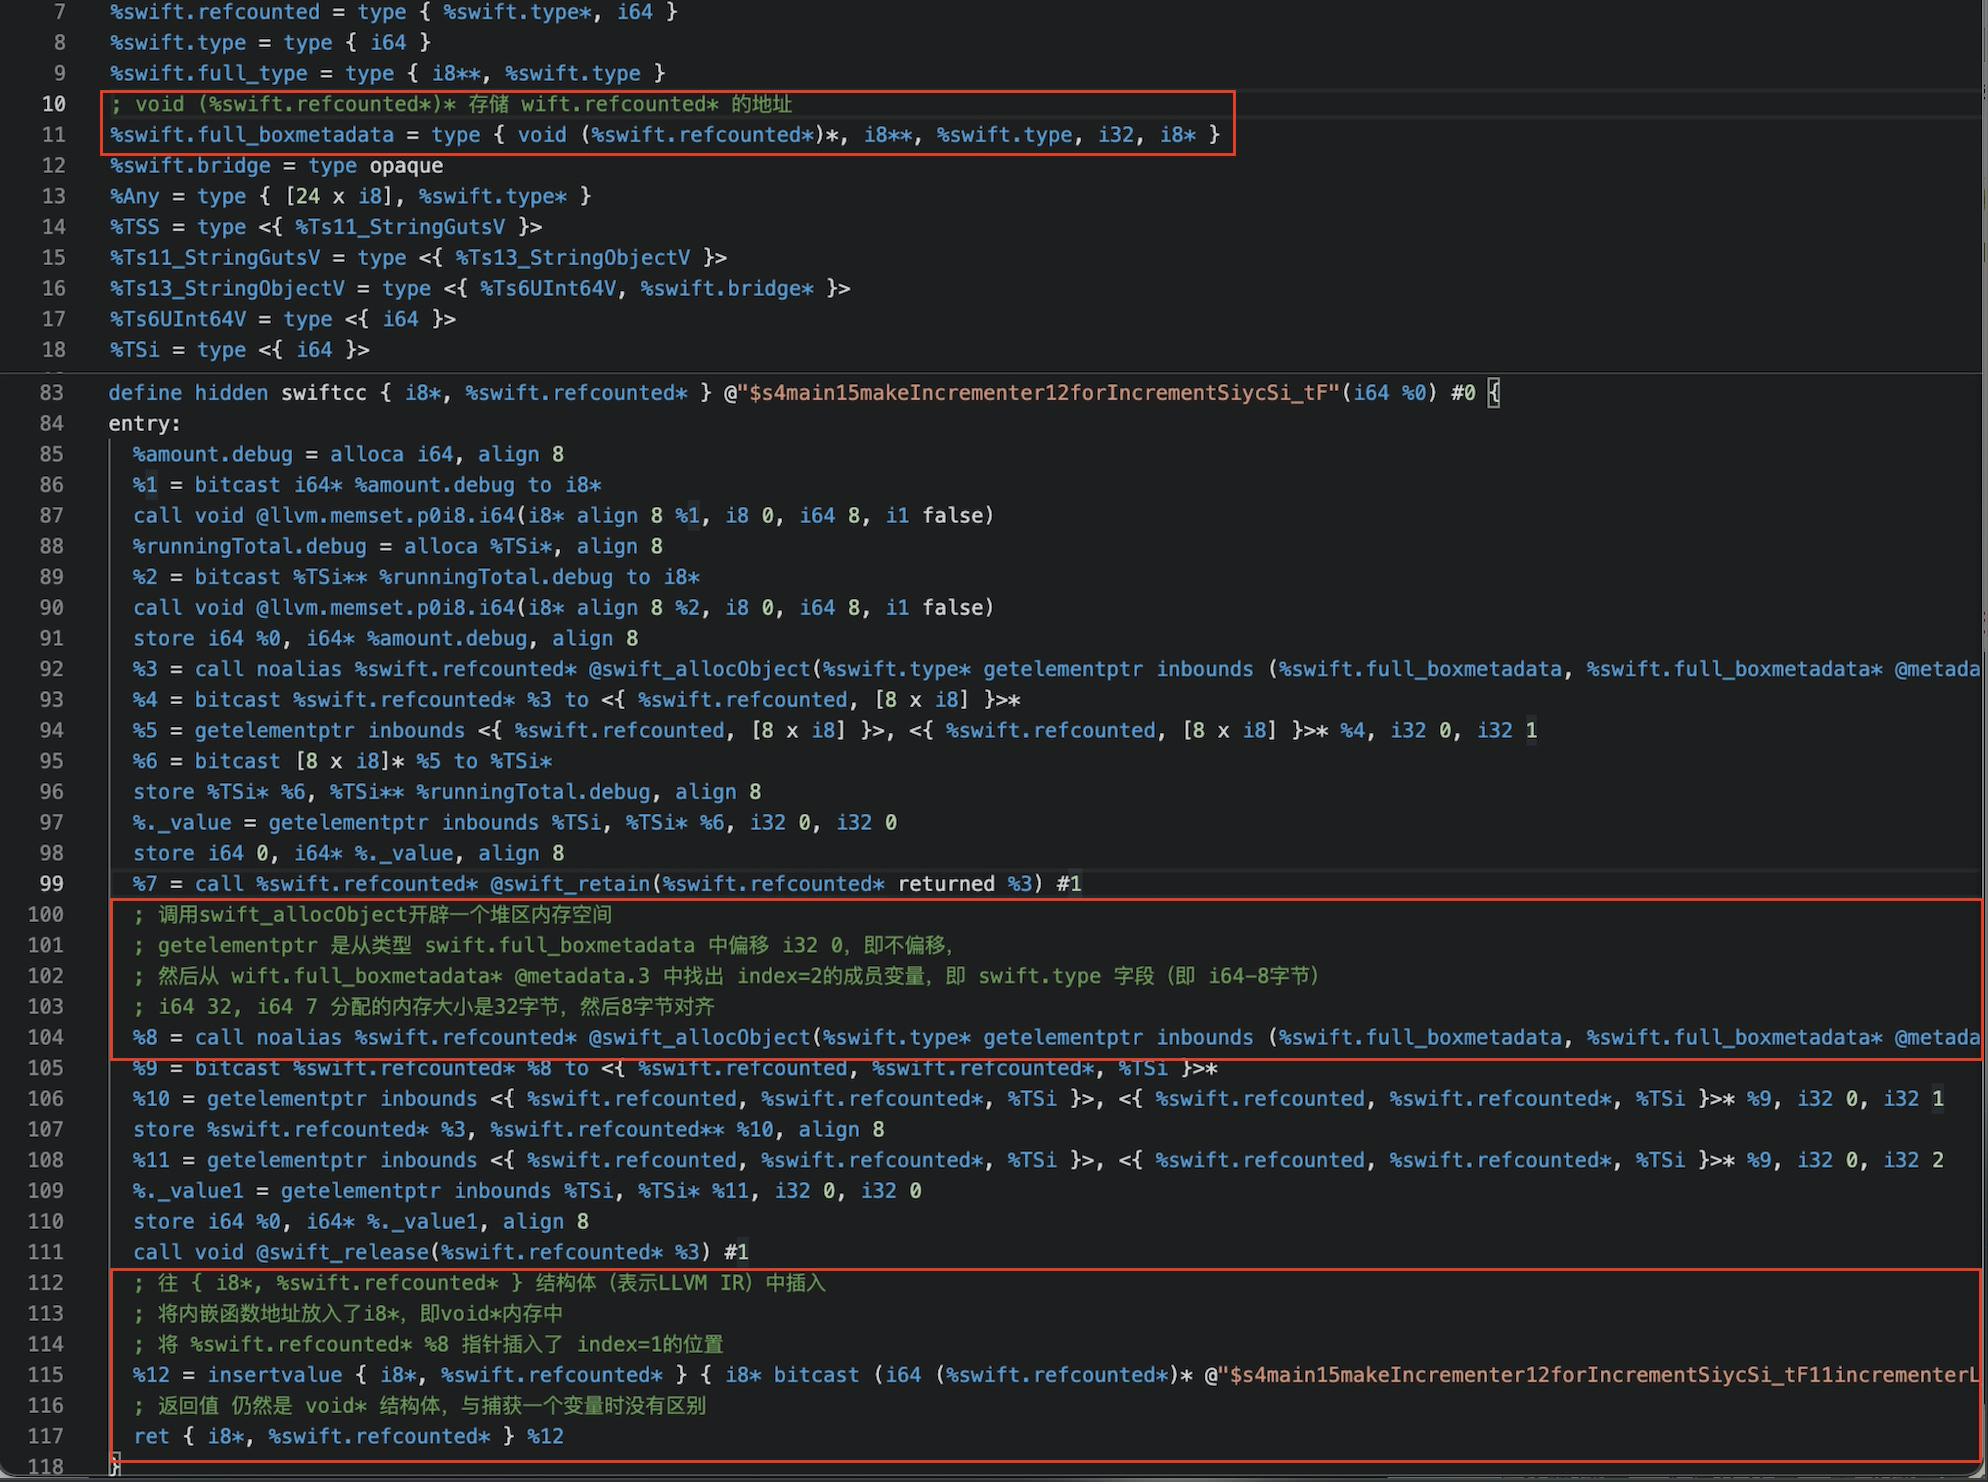 7 %swift.refcounted = type { %swift.type*, i64 }
8 %swift.type = type { i64 }
9 %swift.full_type = type { i8**, %swift.type }
10 ; void (%swift.refcounted*)* 存储 wift.refcounted* 的地址
11 %swift.full_boxmetadata = type { void (%swift.refcounted*)*, i8**, %swift.type, i32, i8* }
12 %swift.bridge = type opaque
13 %Any = type { [24 x i8], %swift.type* }
14 %TSS = type <{ %Ts11_StringGutsV }>
15 %Ts11_StringGutsV = type <{ %Ts13_StringObjectV }>
16 %Ts13_StringObjectV = type <{ %Ts6UInt64V, %swift.bridge* }>
17 %Ts6UInt64V = type <{ i64 }>
18 %TSi = type <{ i64 }>
83 define hidden swiftcc { i8*, %swift.refcounted* } @"$s4main15makeIncrementer12forIncrementSiycSi_tF"(i64 %0) #0 {
84 entry:
85 %amount.debug = alloca i64, align 8
86 %1 = bitcast i64* %amount.debug to i8*
87 call void @llvm.memset.p0i8.i64(i8* align 8 %1, i8 0, i64 8, i1 false)
88 %runningTotal.debug = alloca %TSi*, align 8
89 %2 = bitcast %TSi** %runningTotal.debug to i8*
90 call void @llvm.memset.p0i8.i64(i8* align 8 %2, i8 0, i64 8, i1 false)
91 store i64 %0, i64* %amount.debug, align 8
92 %3 = call noalias %swift.refcounted* @swift_allocObject(%swift.type* getelementptr inbounds (%swift.full_boxmetadata, %swift.full_boxmetadata* @metada
93 %4 = bitcast %swift.refcounted* %3 to <{ %swift.refcounted, [8 x i8] }>*
94 %5 = getelementptr inbounds <{ %swift.refcounted, [8 x i8] }>, <{ %swift.refcounted, [8 x i8] }>* %4, i32 0, i32 1
95 %6 = bitcast [8 x i8]* %5 to %TSi*
96 store %TSi* %6, %TSi** %runningTotal.debug, align 8
97 %._value = getelementptr inbounds %TSi, %TSi* %6, i32 0, i32 0
98 store i64 0, i64* %._value, align 8
99 %7 = call %swift.refcounted* @swift_retain(%swift.refcounted* returned %3) #1
100 ; 调用swift_allocObject开辟一个堆区内存空间
101 ; getelementptr 是从类型 swift.full_boxmetadata 中偏移 i32 0，即不偏移，
102 ; 然后从 wift.full_boxmetadata* @metadata.3 中找出 index=2的成员变量，即 swift.type 字段（即 i64-8字节）
103 ; i64 32, i64 7 分配的内存大小是32字节，然后8字节对齐
104 %8 = call noalias %swift.refcounted* @swift_allocObject(%swift.type* getelementptr inbounds (%swift.full_boxmetadata, %swift.full_boxmetadata* @metada
105 %9 = bitcast %swift.refcounted* %8 to <{ %swift.refcounted, %swift.refcounted*, %TSi }>*
106 %10 = getelementptr inbounds <{ %swift.refcounted, %swift.refcounted*, %TSi }>, <{ %swift.refcounted, %swift.refcounted*, %TSi }>* %9, i32 0, i32 1
107 store %swift.refcounted* %3, %swift.refcounted** %10, align 8
108 %11 = getelementptr inbounds <{ %swift.refcounted, %swift.refcounted*, %TSi }>, <{ %swift.refcounted, %swift.refcounted*, %TSi }>* %9, i32 0, i32 2
109 %._value1 = getelementptr inbounds %TSi, %TSi* %11, i32 0, i32 0
110 store i64 %0, i64* %._value1, align 8
111 call void @swift_release(%swift.refcounted* %3) #1
112 ; 往 { i8*, %swift.refcounted* } 结构体（表示LLVM IR）中插入
113 ; 将内嵌函数地址放入了i8*，即void*内存中
114 ; 将 %swift.refcounted* %8 指针插入了 index=1的位置
115 %12 = insertvalue { i8*, %swift.refcounted* } { i8* bitcast (i64 (%swift.refcounted*)* @"$s4main15makeIncrementer12forIncrementSiycSi_tF11incrementerL
116 ; 返回值 仍然是 void* 结构体，与捕获一个变量时没有区别
117 ret { i8*, %swift.refcounted* } %12
118 }